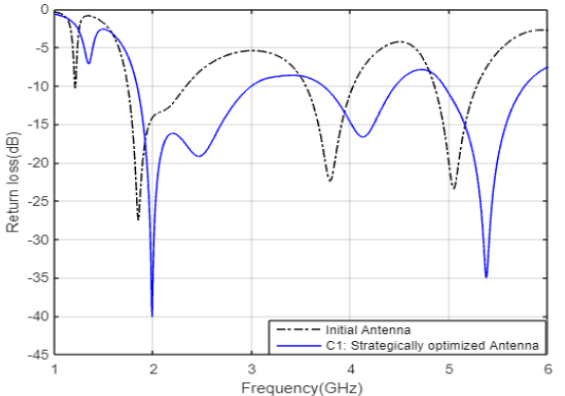 0
-5
-10
-15
-20
-25
-30
-35
-40
-45
Return loss(dB)
Initial Antenna
C1: Strategically optimized Antenna
1 2 3 4 5 6
Frequency(GHz)